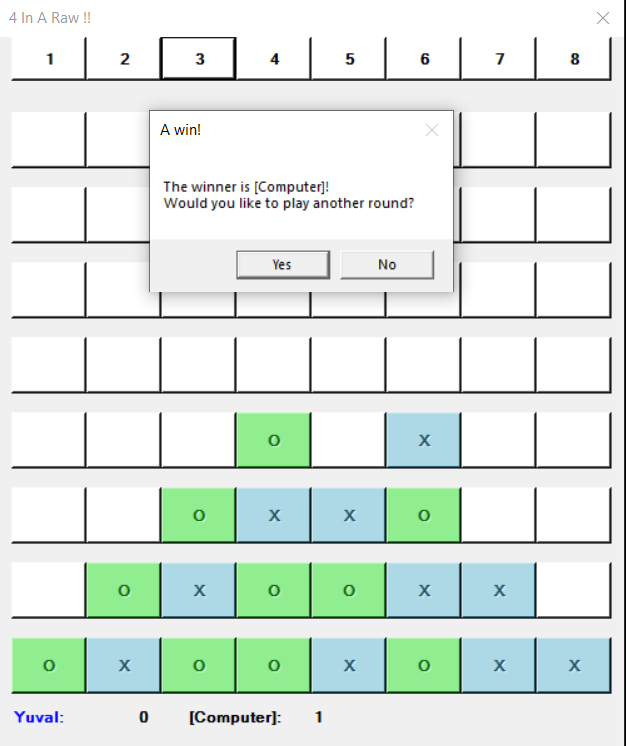 4 In A Raw !!
1 2 3 4 5 6 7 8
A win!
The winner is [Computer]!
Would you like to play another round?
Yes No
O X
O X X O
O X O O X X
O X O O X O X X
Yuval: 0 [Computer]: 1